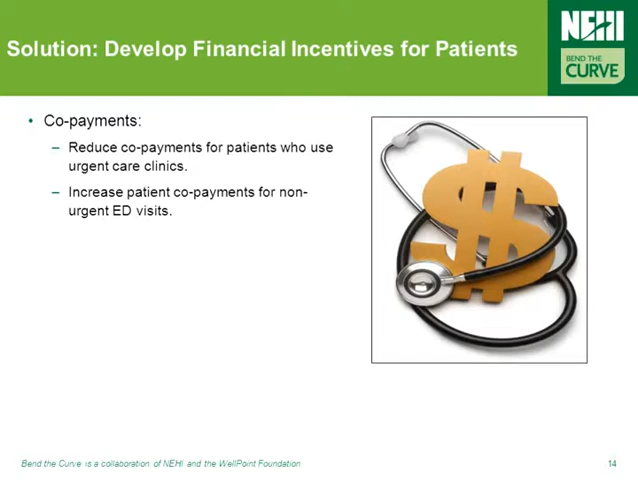 Solution: Develop Financial Incentives for Patients
NEHI
BEND THE
CURVE
• Co-payments:
– Reduce co-payments for patients who use
urgent care clinics.
– Increase patient co-payments for non-
urgent ED visits.
Bend the Curve is a collaboration of NEHI and the WellPoint Foundation
14